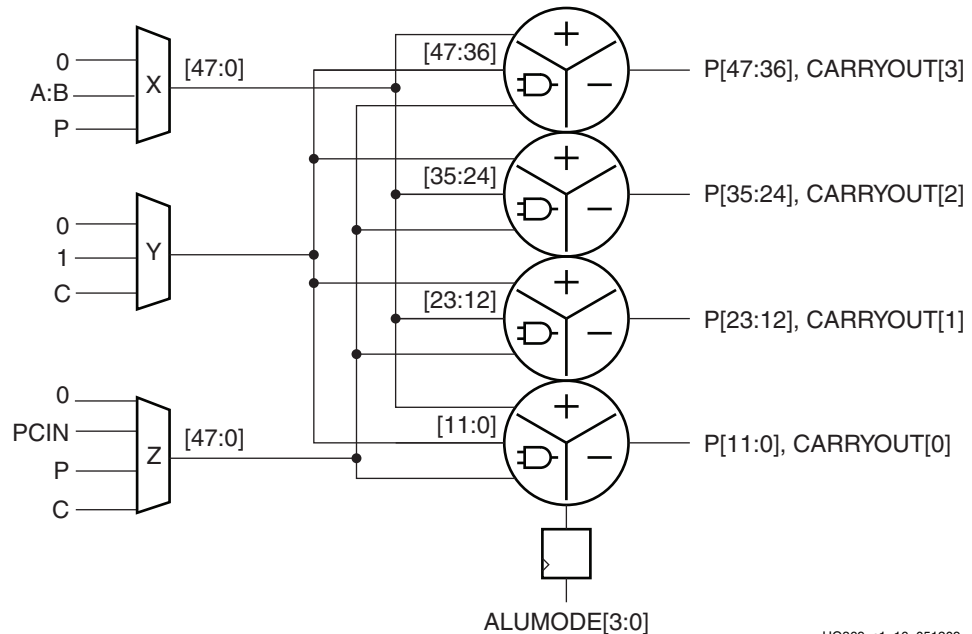 0
A:B
P
X
[47:0]
0
1
C
Y
0
PCIN
P
C
Z
[47:0]
[47:36]
+
−
P[47:36], CARRYOUT[3]
[35:24]
+
−
P[35:24], CARRYOUT[2]
[23:12]
+
−
P[23:12], CARRYOUT[1]
[11:0]
+
−
P[11:0], CARRYOUT[0]
ALUMODE[3:0]